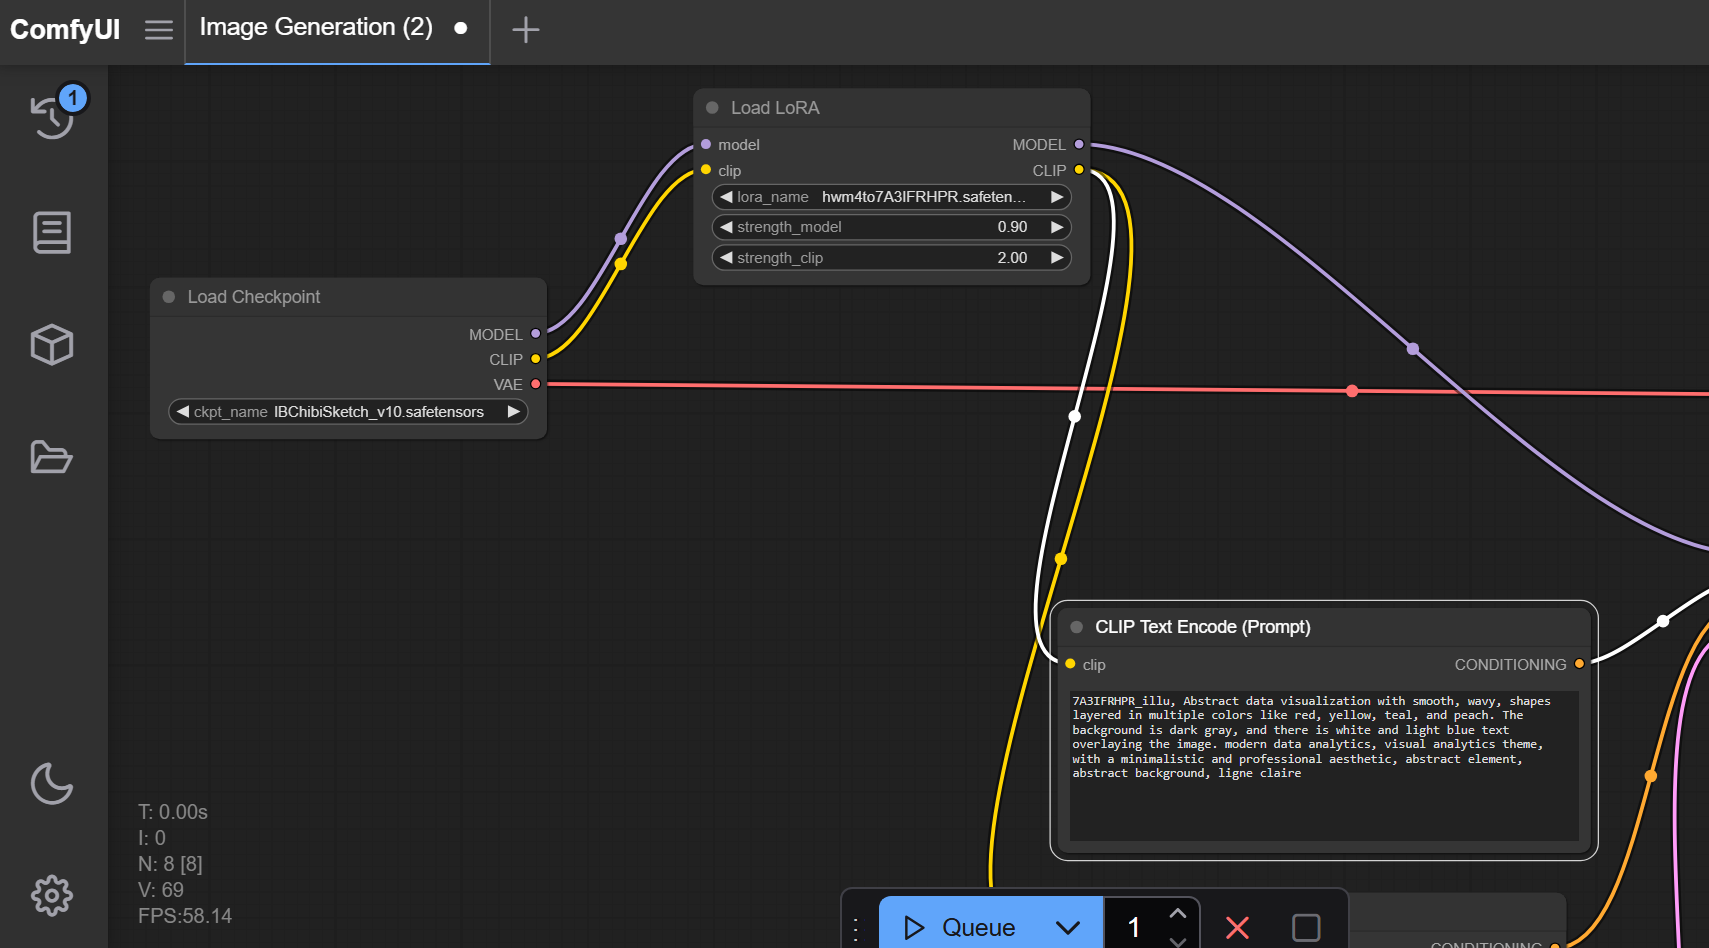 ComfyUI
Image Generation (2)
1
Load LoRA
model
MODEL
clip
CLIP
lora_name hwm4to7A3IFRHPR.safeten...
strength_model 0.90
strength_clip 2.00
Load Checkpoint
MODEL
CLIP
VAE
ckpt_name IBChibiSketch_v10.safetensors
CLIP Text Encode (Prompt)
clip
CONDITIONING
7A3IFRHPR_illu, Abstract data visualization with smooth, wavy, shapes
layered in multiple colors like red, yellow, teal, and peach. The
background is dark gray, and there is white and light blue text
overlaying the image. modern data analytics, visual analytics theme,
with a minimalistic and professional aesthetic, abstract element,
abstract background, ligne claire
T: 0.00s
I: 0
N: 8 [8]
V: 69
FPS:58.14
Queue
1
CONDITIONING